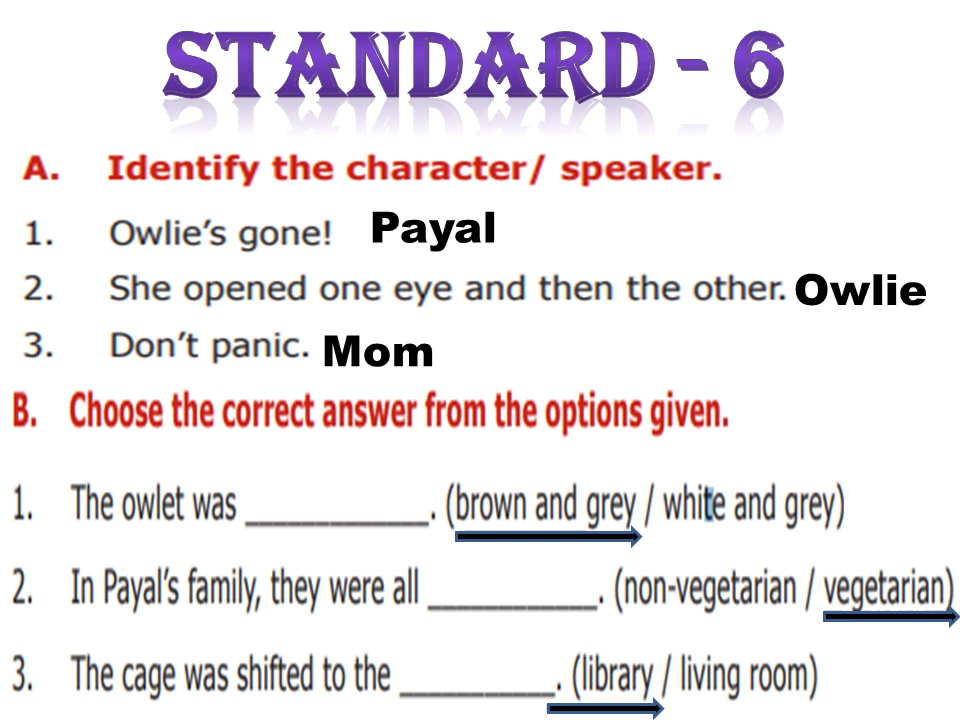 STANDARD - 6
A. Identify the character/ speaker.
1. Owlie's gone! Payal
2. She opened one eye and then the other. Owlie
3. Don't panic. Mom
B. Choose the correct answer from the options given.
1. The owlet was ____________. (brown and grey / white and grey)
2. In Payal's family, they were all ___________. (non-vegetarian / vegetarian)
3. The cage was shifted to the __________. (library / living room)